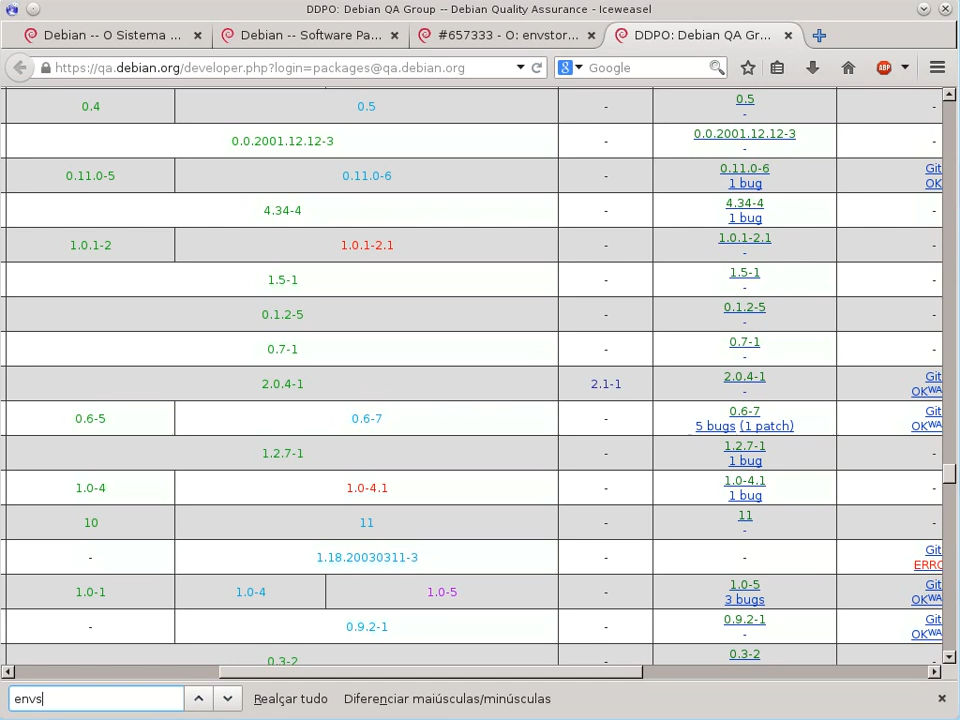 DDPO: Debian QA Group -- Debian Quality Assurance - Iceweasel
Debian -- O Sistema ...
Debian -- Software Pa...
#657333 - O: envstor...
DDPO: Debian QA Gr...
https://qa.debian.org/developer.php?login=packages@qa.debian.org
8 Google
ABP
0.4 0.5 - 0.5 -
-
0.0.2001.12.12-3 - 0.0.2001.12.12-3 -
-
0.11.0-5 0.11.0-6 - 0.11.0-6 Git
1 bug OK
4.34-4 - 4.34-4 -
1 bug
1.0.1-2 1.0.1-2.1 - 1.0.1-2.1 -
-
1.5-1 - 1.5-1 -
-
0.1.2-5 - 0.1.2-5 -
-
0.7-1 - 0.7-1 -
-
2.0.4-1 2.1-1 2.0.4-1 Git
- OKWA
0.6-5 0.6-7 - 0.6-7 Git
5 bugs (1 patch) OKWA
1.2.7-1 - 1.2.7-1 -
1 bug
1.0-4 1.0-4.1 - 1.0-4.1 -
1 bug
10 11 - 11 -
-
- 1.18.20030311-3 - - Git
ERRO
1.0-1 1.0-4 1.0-5 - 1.0-5 Git
3 bugs OKWA
- 0.9.2-1 - 0.9.2-1 Git
- OKWA
0.3-2 0.3-2
envs
Realçar tudo
Diferenciar maiúsculas/minúsculas